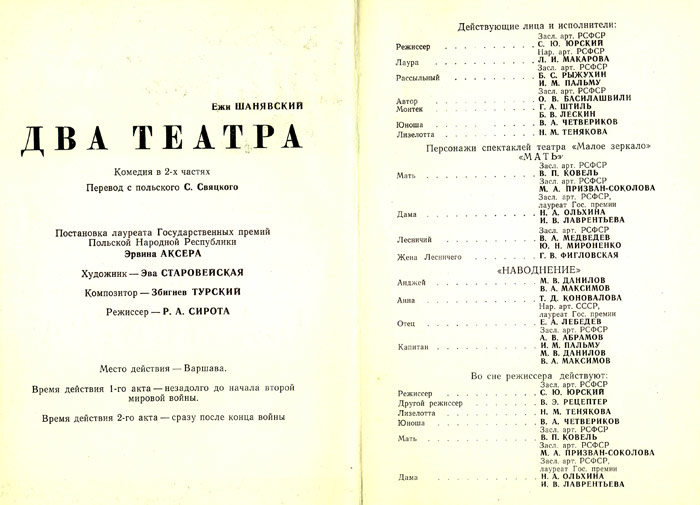 Ежи ШАНЯВСКИЙ
ДВА ТЕАТРА
Комедия в 2-х частях
Перевод с польского С. Свяцкого
Постановка лауреата Государственных премий
Польской Народной Республики
Эрвина АКСЕРА
Художник — Эва СТАРОВЕЙСКАЯ
Композитор — Збигнев ТУРСКИЙ
Режиссер — Р. А. СИРОТА
Место действия — Варшава.
Время действия 1-го акта — незадолго до начала второй
мировой войны.
Время действия 2-го акта — сразу после конца войны
Действующие лица и исполнители:
Засл. арт. РСФСР
Режиссер . . . . . . . . . С. Ю. ЮРСКИЙ
Нар. арт. РСФСР
Лаура . . . . . . . . . Л. И. МАКАРОВА
Засл. арт. РСФСР
Рассыльный . . . . . . . . . Б. С. РЫЖУХИН
И. М. ПАЛЬМУ
Засл. арт. РСФСР
Автор . . . . . . . . . О. В. БАСИЛАШВИЛИ
Монтек . . . . . . . . . Г. А. ШТИЛЬ
Б. В. ЛЕСКИН
Юноша . . . . . . . . . В. А. ЧЕТВЕРИКОВ
Лизелотта . . . . . . . . . Н. М. ТЕНЯКОВА
Персонажи спектаклей театра «Малое зеркало»
«МАТЬ»
Засл. арт. РСФСР
Мать . . . . . . . . . В. П. КОВЕЛЬ
Засл. арт. РСФСР
М. А. ПРИЗВАН-СОКОЛОВА
Засл. арт. РСФСР,
лауреат Гос. премии
Дама . . . . . . . . . Н. А. ОЛЬХИНА
И. В. ЛАВРЕНТЬЕВА
Засл. арт. РСФСР
Лесничий . . . . . . . . . В. А. МЕДВЕДЕВ
Ю. Н. МИРОНЕНКО
Жена Лесничего . . . . . . . . . Г. В. ФИГЛОВСКАЯ
«НАВОДНЕНИЕ»
Анджей . . . . . . . . . М. В. ДАНИЛОВ
В. А. МАКСИМОВ
Анна . . . . . . . . . Т. Д. КОНОВАЛОВА
Нар. арт. СССР,
лауреат Гос. премии
Отец . . . . . . . . . Е. А. ЛЕБЕДЕВ
Засл. арт. РСФСР
А. В. АБРАМОВ
Капитан . . . . . . . . . И. М. ПАЛЬМУ
М. В. ДАНИЛОВ
В. А. МАКСИМОВ
Во сне режиссера действуют:
Засл. арт. РСФСР
Режиссер . . . . . . . . . С. Ю. ЮРСКИЙ
Другой режиссер . . . . . . . . . В. Э. РЕЦЕПТЕР
Лизелотта . . . . . . . . . Н. М. ТЕНЯКОВА
Юноша . . . . . . . . . В. А. ЧЕТВЕРИКОВ
Засл. арт. РСФСР
Мать . . . . . . . . . В. П. КОВЕЛЬ
Засл. арт. РСФСР
М. А. ПРИЗВАН-СОКОЛОВА
Засл. арт. РСФСР,
лауреат Гос. премии
Дама . . . . . . . . . Н. А. ОЛЬХИНА
И. В. ЛАВРЕНТЬЕВА